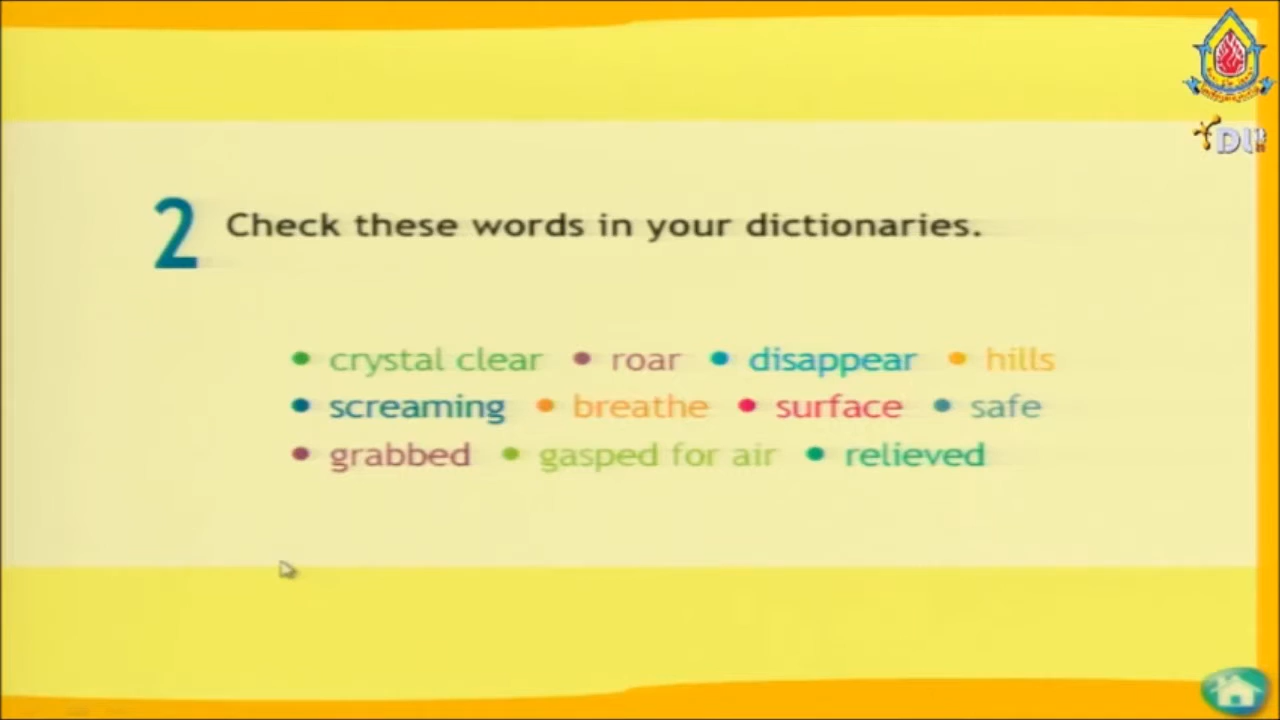 2 Check these words in your dictionaries.
• crystal clear • roar • disappear • hills
• screaming • breathe • surface • safe
• grabbed • gasped for air • relieved